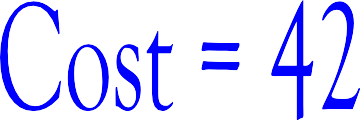 Cost = 42